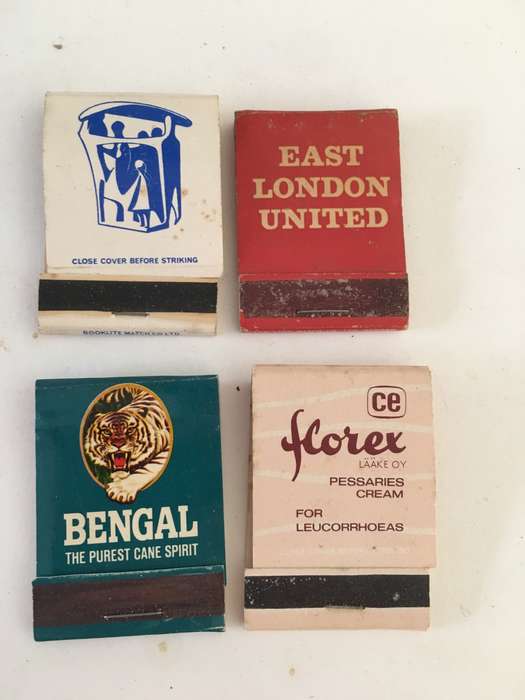 CLOSE COVER BEFORE STRIKING
BOOKLITE MATCH CO LTD
EAST
LONDON
UNITED
BENGAL
THE PUREST CANE SPIRIT
ce
florex
LÄÄKE OY
PESSARIES
CREAM
FOR
LEUCORRHOEAS